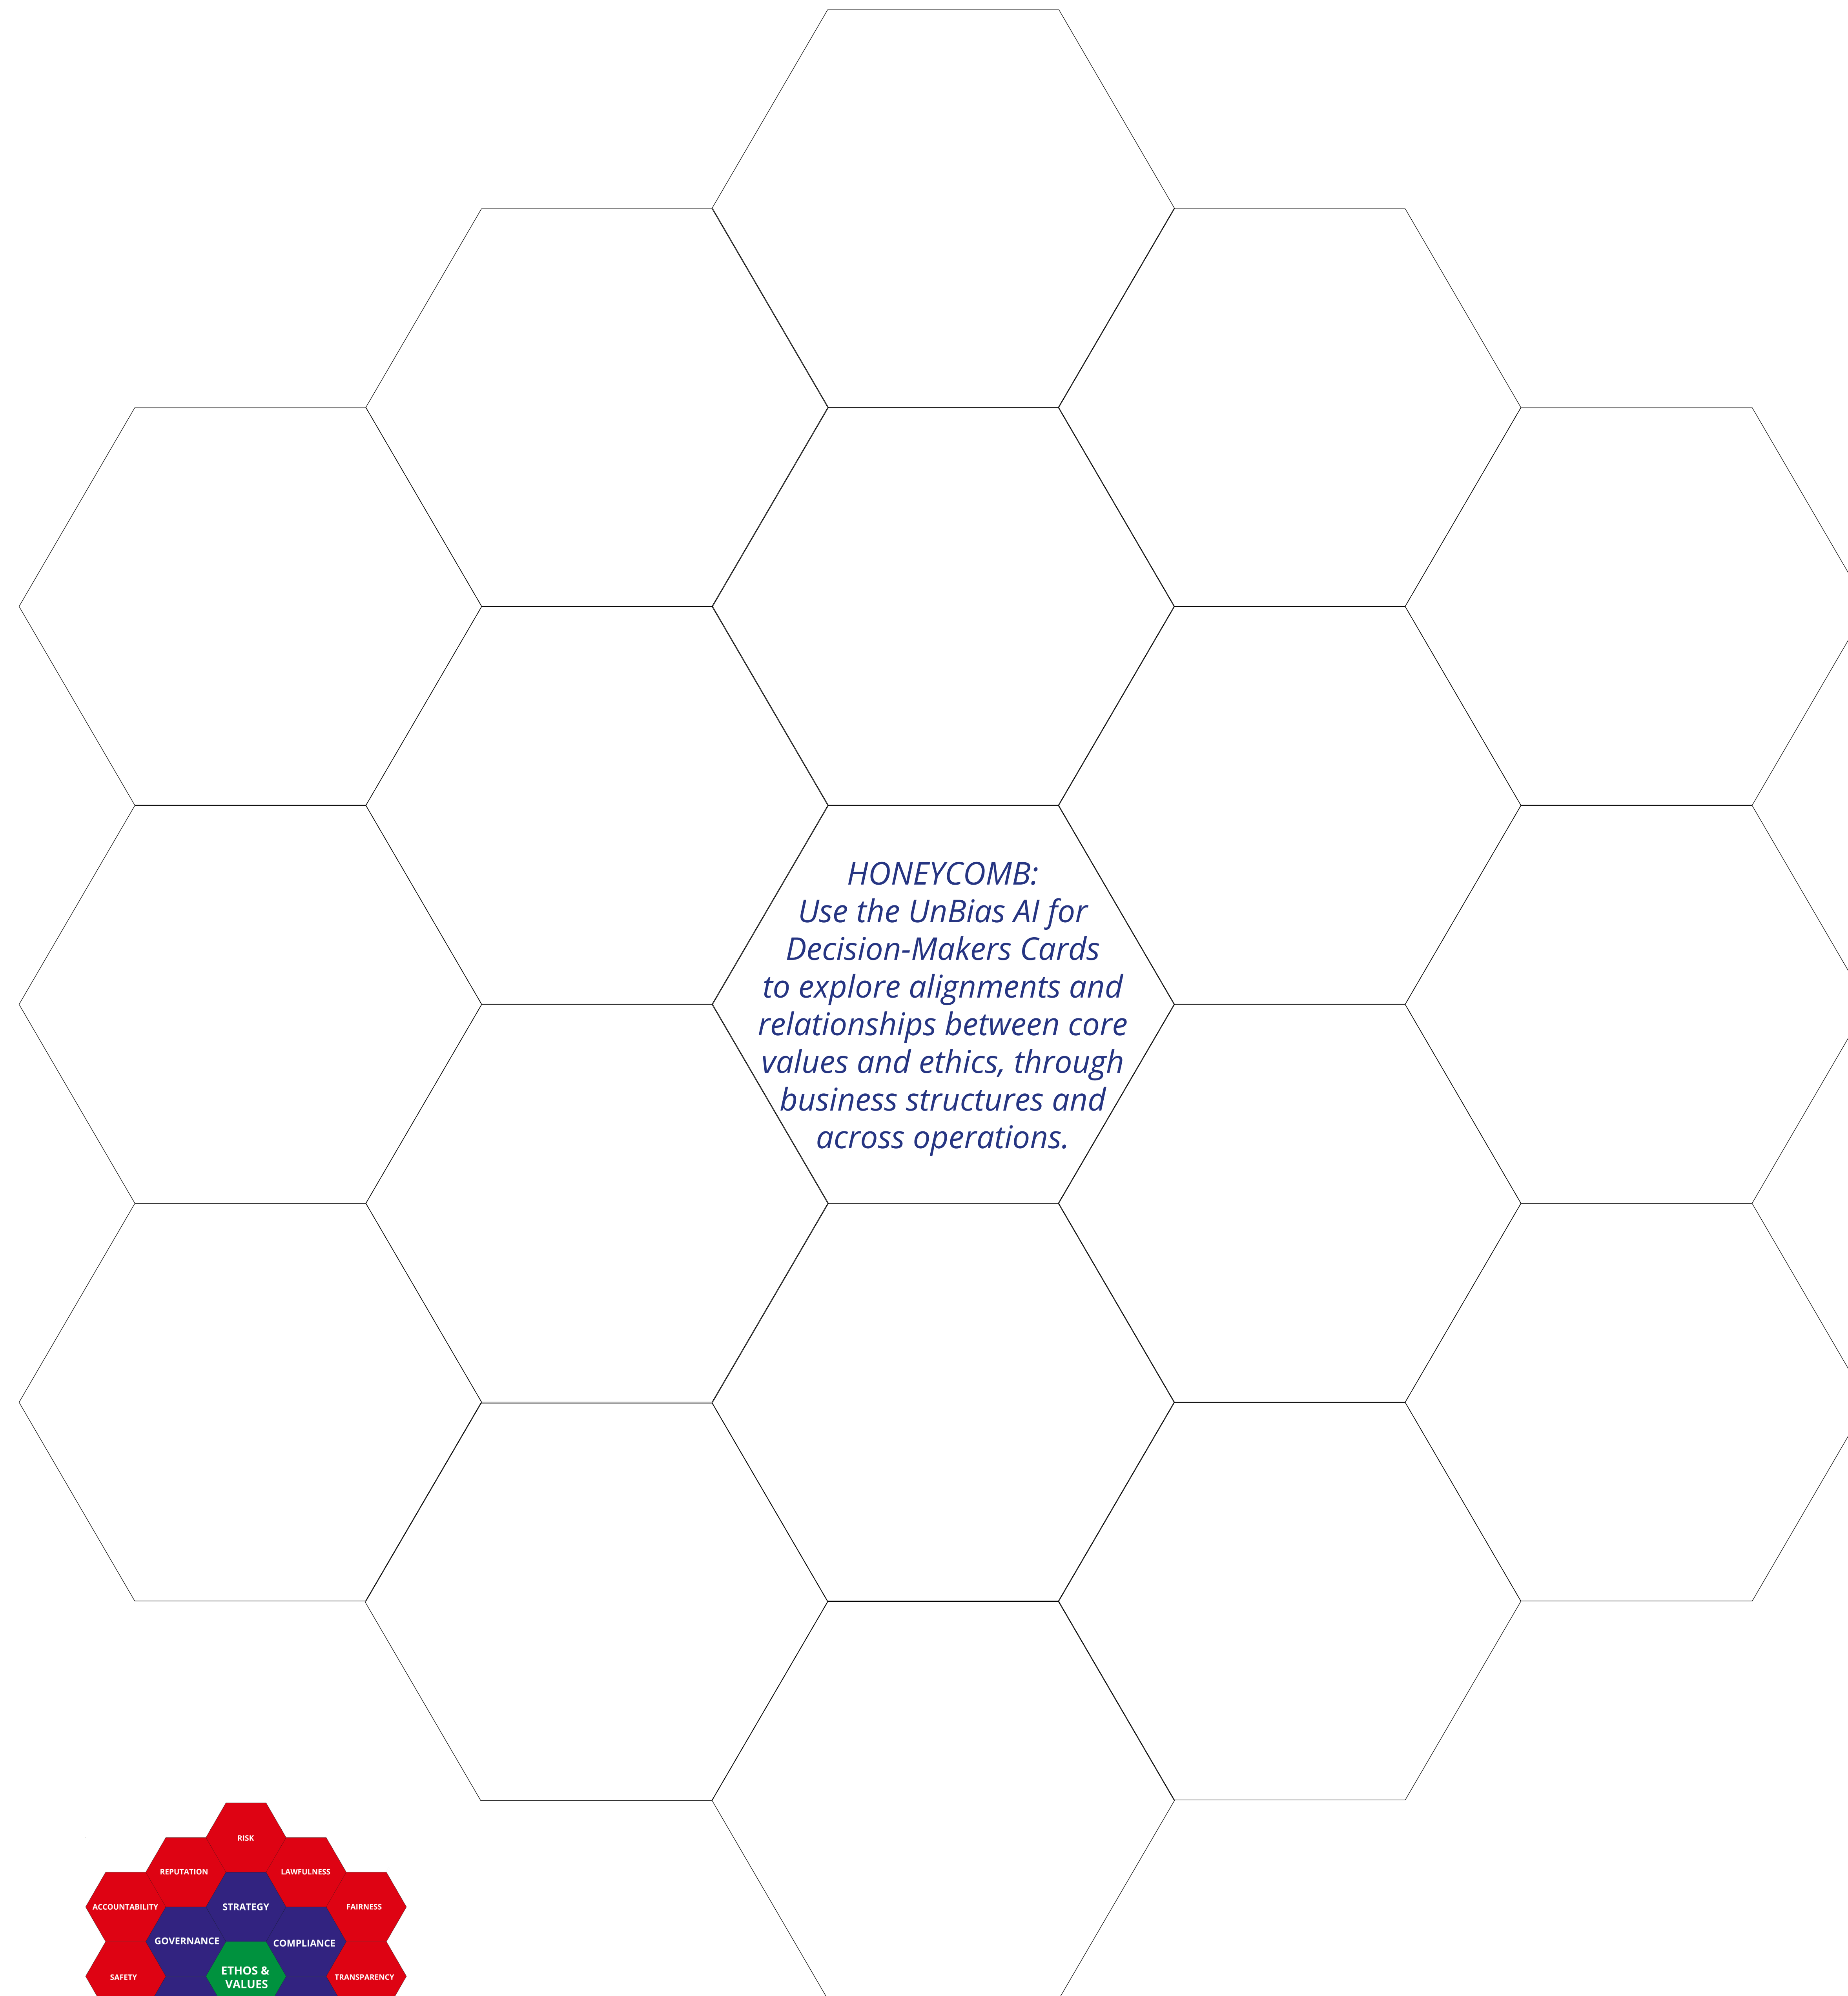 HONEYCOMB:
Use the UnBias AI for
Decision-Makers Cards
to explore alignments and
relationships between core
values and ethics, through
business structures and
across operations.
RISK
REPUTATION
LAWFULNESS
ACCOUNTABILITY
STRATEGY
FAIRNESS
GOVERNANCE
COMPLIANCE
ETHOS &
VALUES
SAFETY
TRANSPARENCY